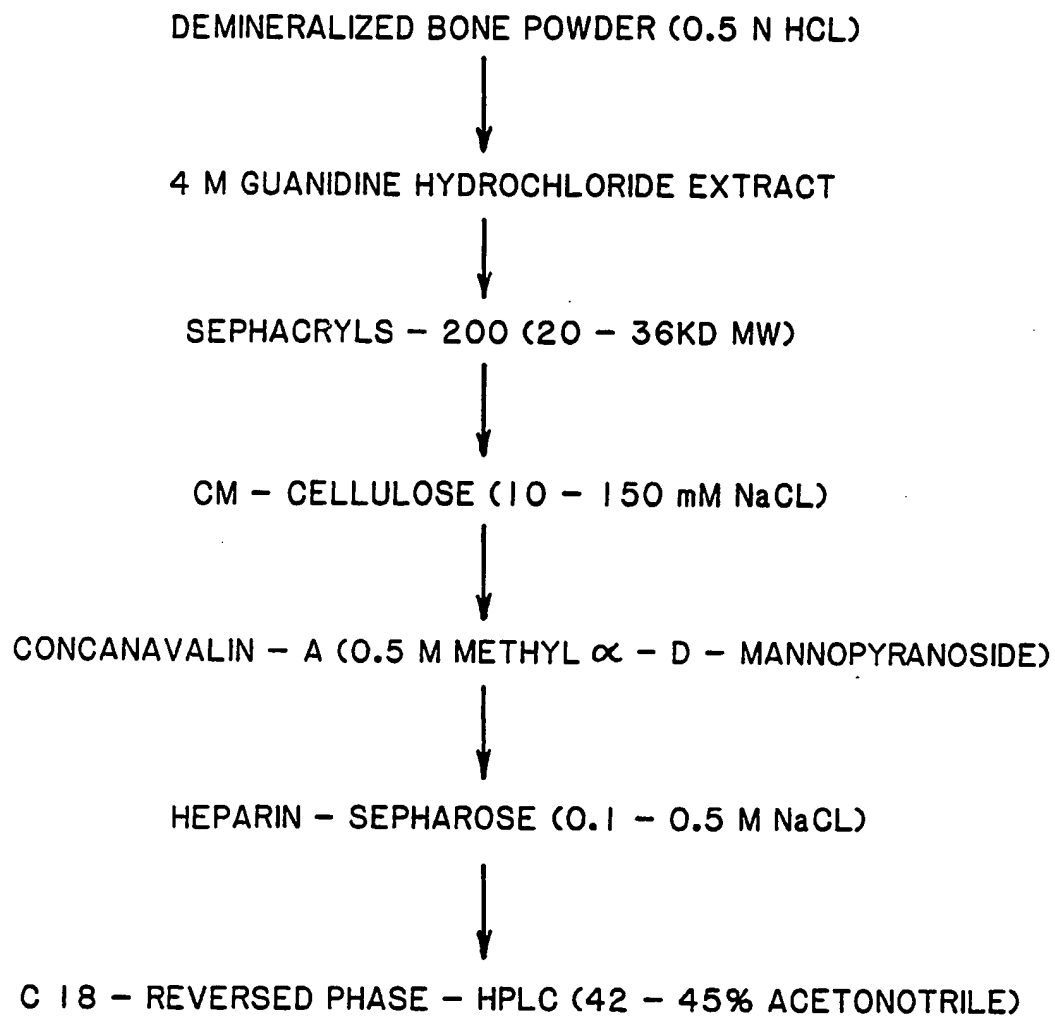 DEMINERALIZED BONE POWDER (0.5 N HCL)
4 M GUANIDINE HYDROCHLORIDE EXTRACT
SEPHACRYLS – 200 (20 – 36KD MW)
CM – CELLULOSE (10 – 150 mM NaCL)
CONCANAVALIN – A (0.5 M METHYL ∝ – D – MANNOPYRANOSIDE)
HEPARIN – SEPHAROSE (0.1 – 0.5 M NaCL)
C 18 – REVERSED PHASE – HPLC (42 – 45% ACETONOTRILE)